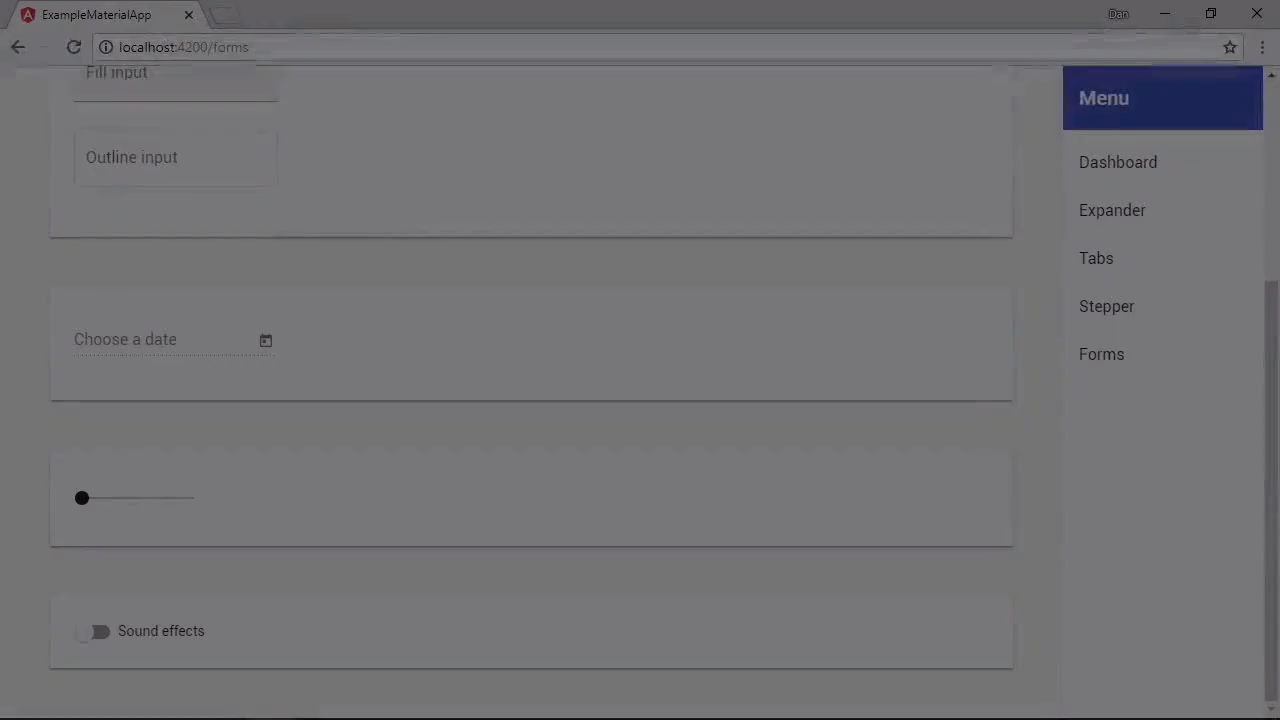 ExampleMaterialApp
Dan
localhost:4200/forms
Fill input
Menu
Outline input
Dashboard
Expander
Tabs
Stepper
Choose a date
Forms
Sound effects